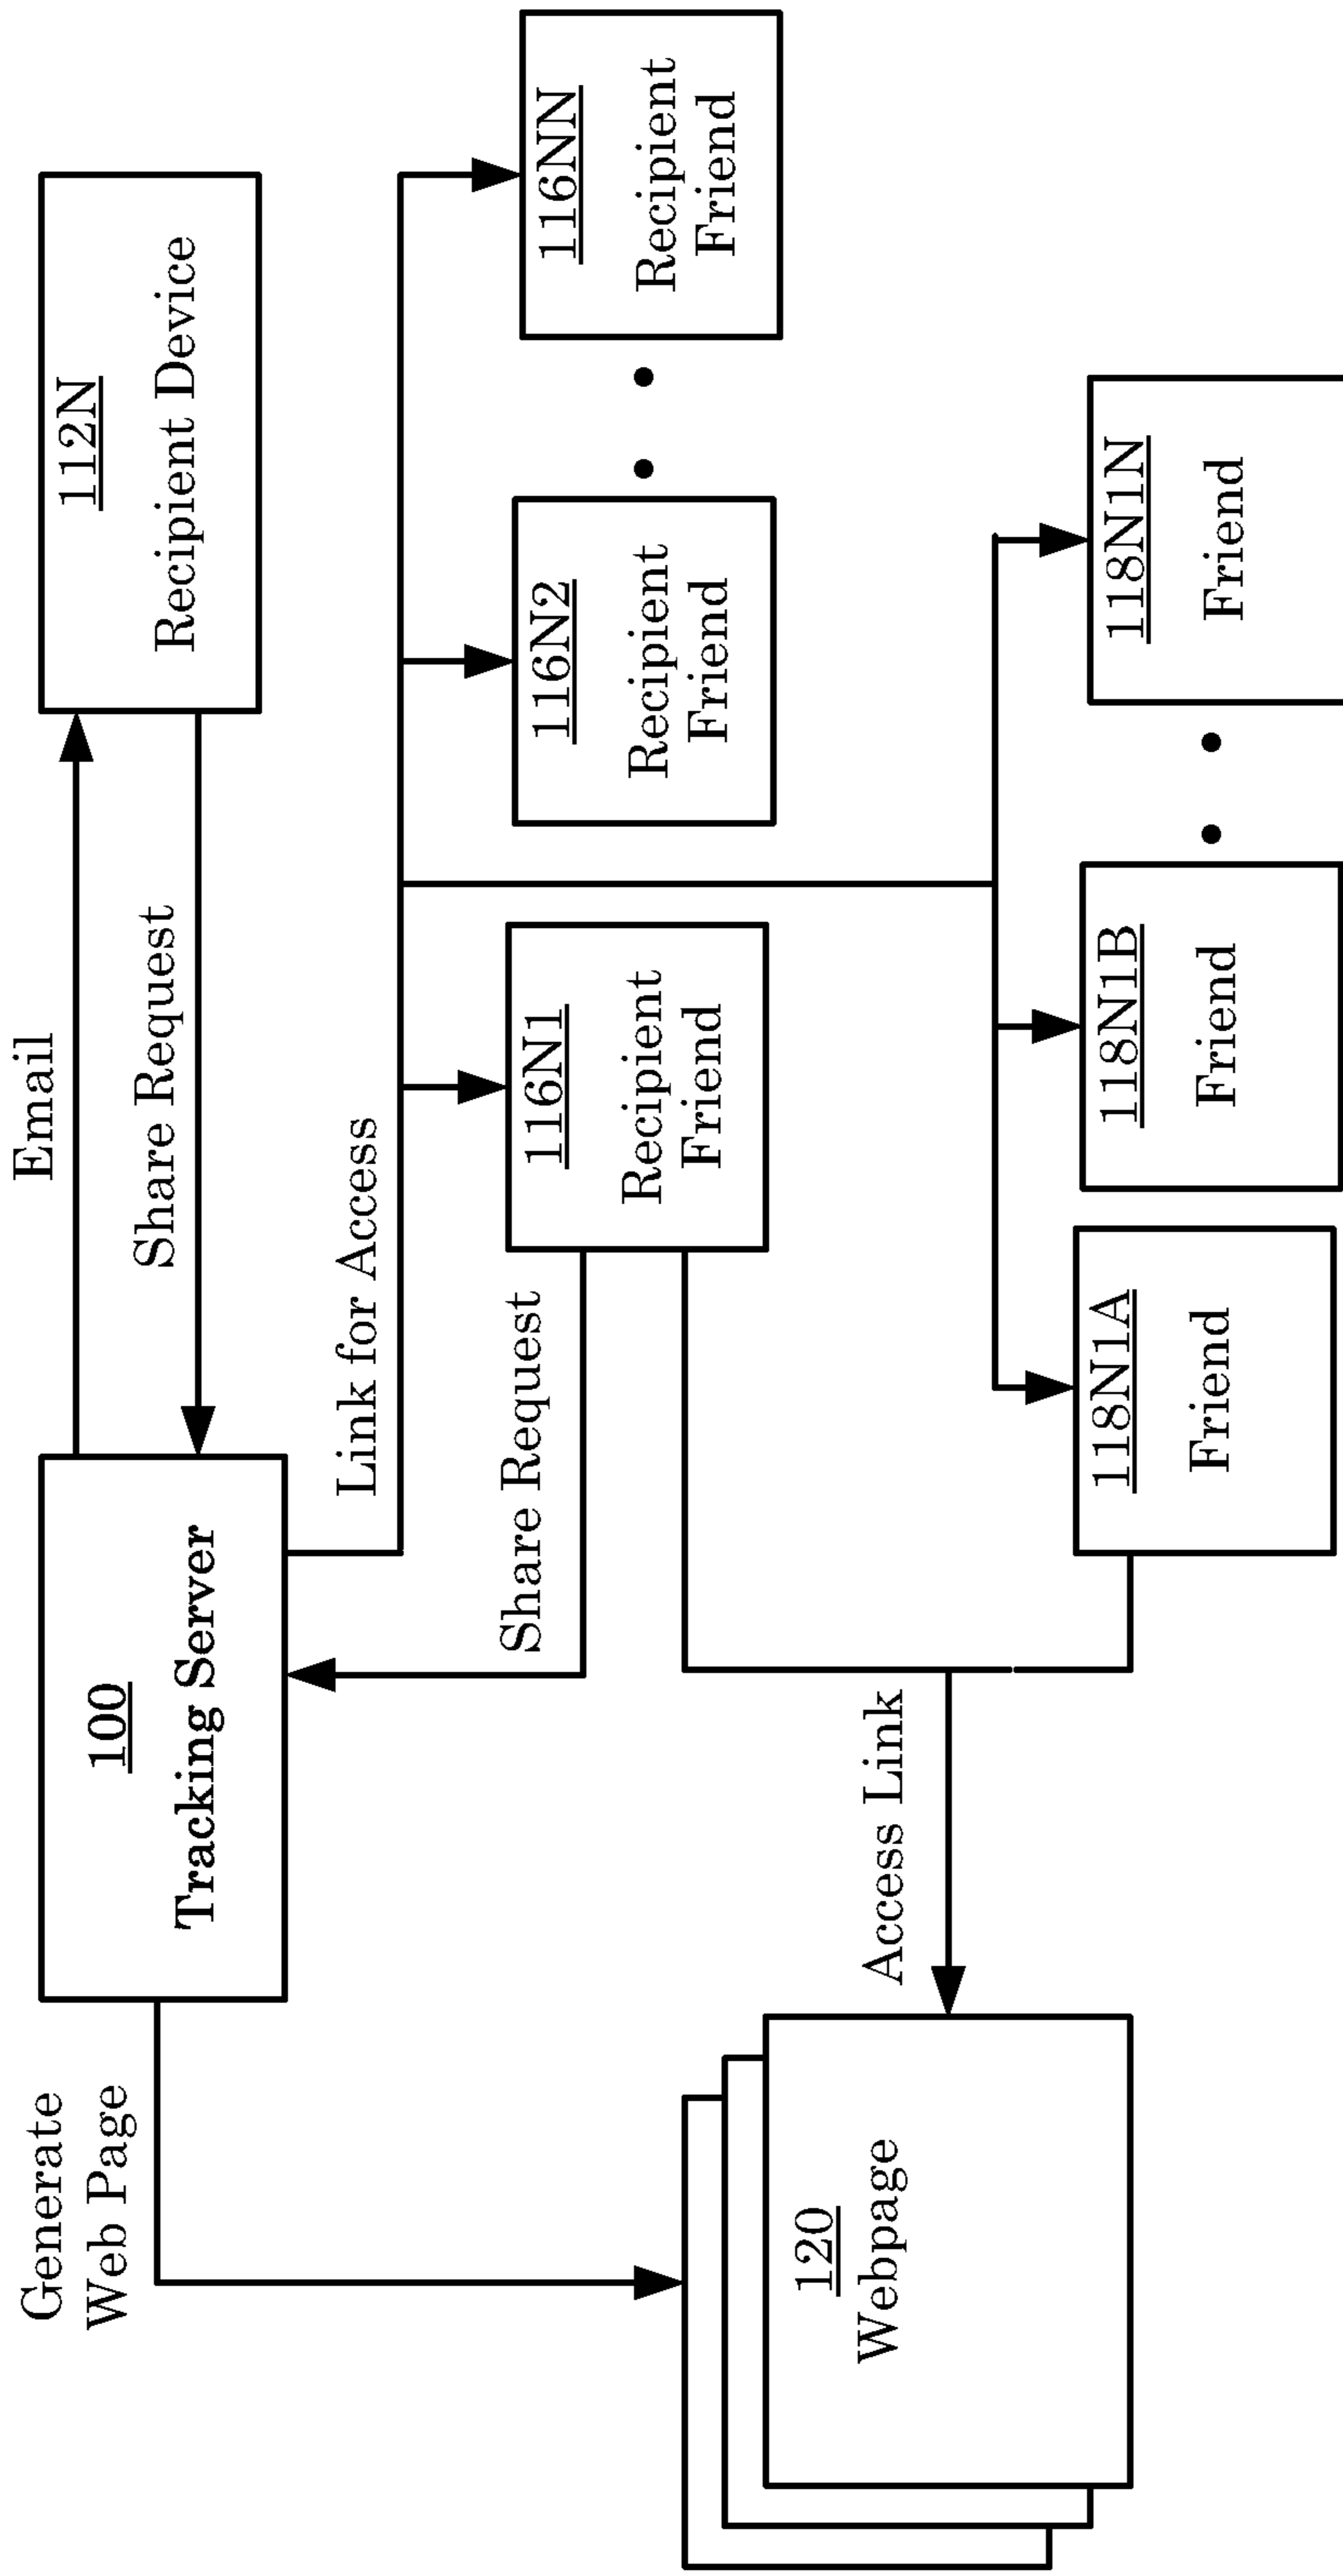 Generate
Web Page
100
Tracking Server
Email
Share Request
112N
Recipient Device
Link for Access
Share Request
116N1
Recipient
Friend
116N2
Recipient
Friend
116NN
Recipient
Friend
120
Webpage
Access Link
118N1A
Friend
118N1B
Friend
118N1N
Friend